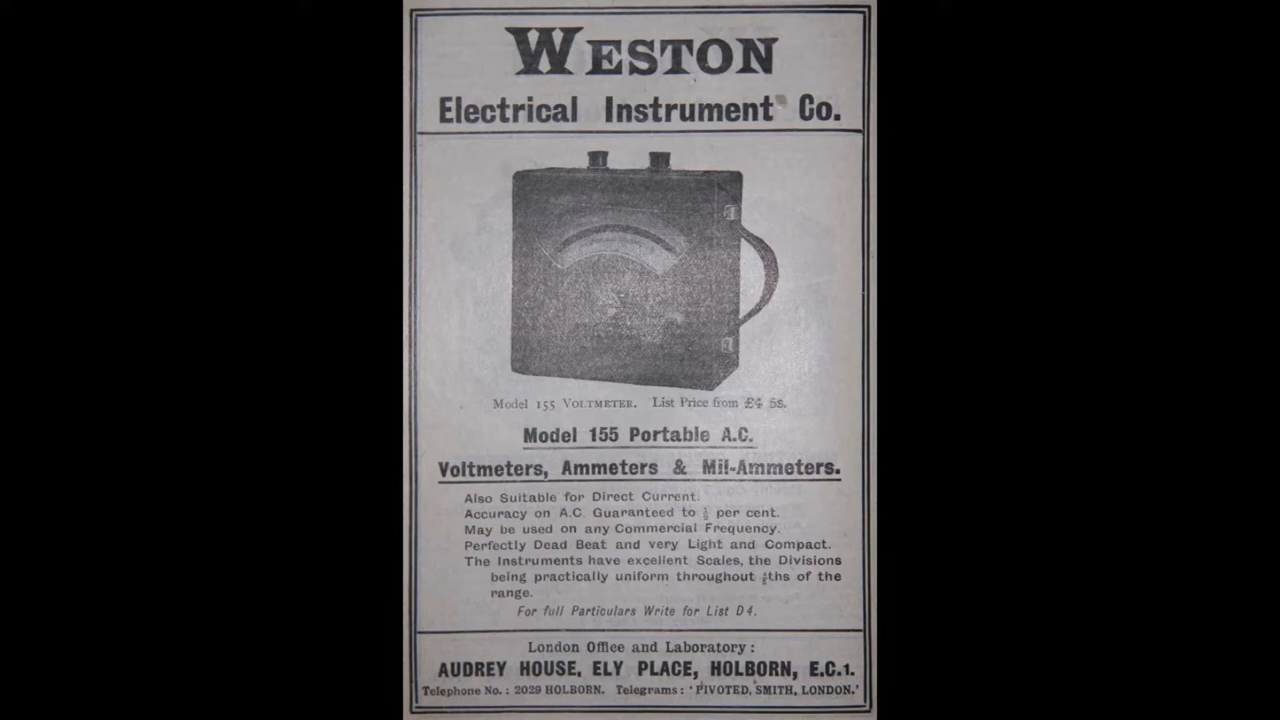 WESTON
Electrical Instrument Co.
Model 155 VOLTMETER. List Price from £4 5s.
Model 155 Portable A.C.
Voltmeters, Ammeters & Mil-Ammeters.
Also Suitable for Direct Current.
Accuracy on A.C. Guaranteed to ½ per cent.
May be used on any Commercial Frequency.
Perfectly Dead Beat and very Light and Compact.
The Instruments have excellent Scales, the Divisions
being practically uniform throughout ths of the
range.
For full Particulars Write for List D4.
London Office and Laboratory:
AUDREY HOUSE, ELY PLACE, HOLBORN, E.C.1.
Telephone No.: 2029 HOLBORN. Telegrams: 'PIVOTED, SMITH, LONDON.'